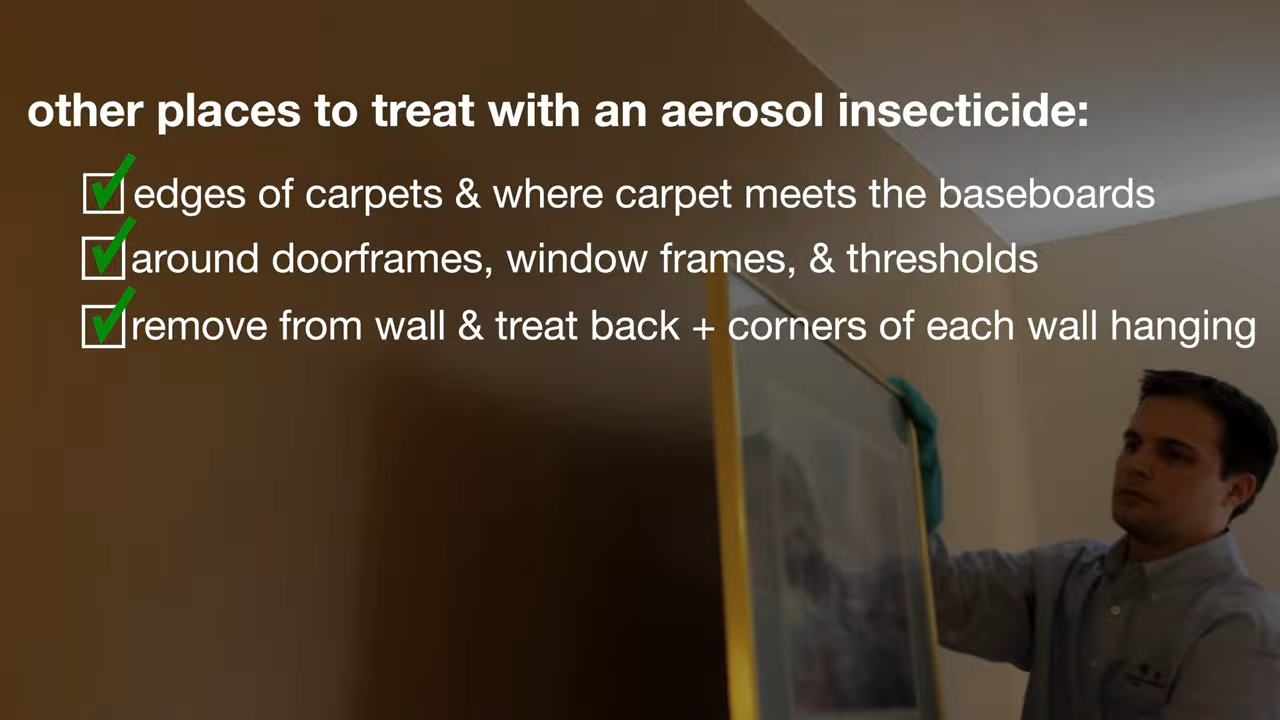 other places to treat with an aerosol insecticide:
edges of carpets & where carpet meets the baseboards
around doorframes, window frames, & thresholds
remove from wall & treat back + corners of each wall hanging